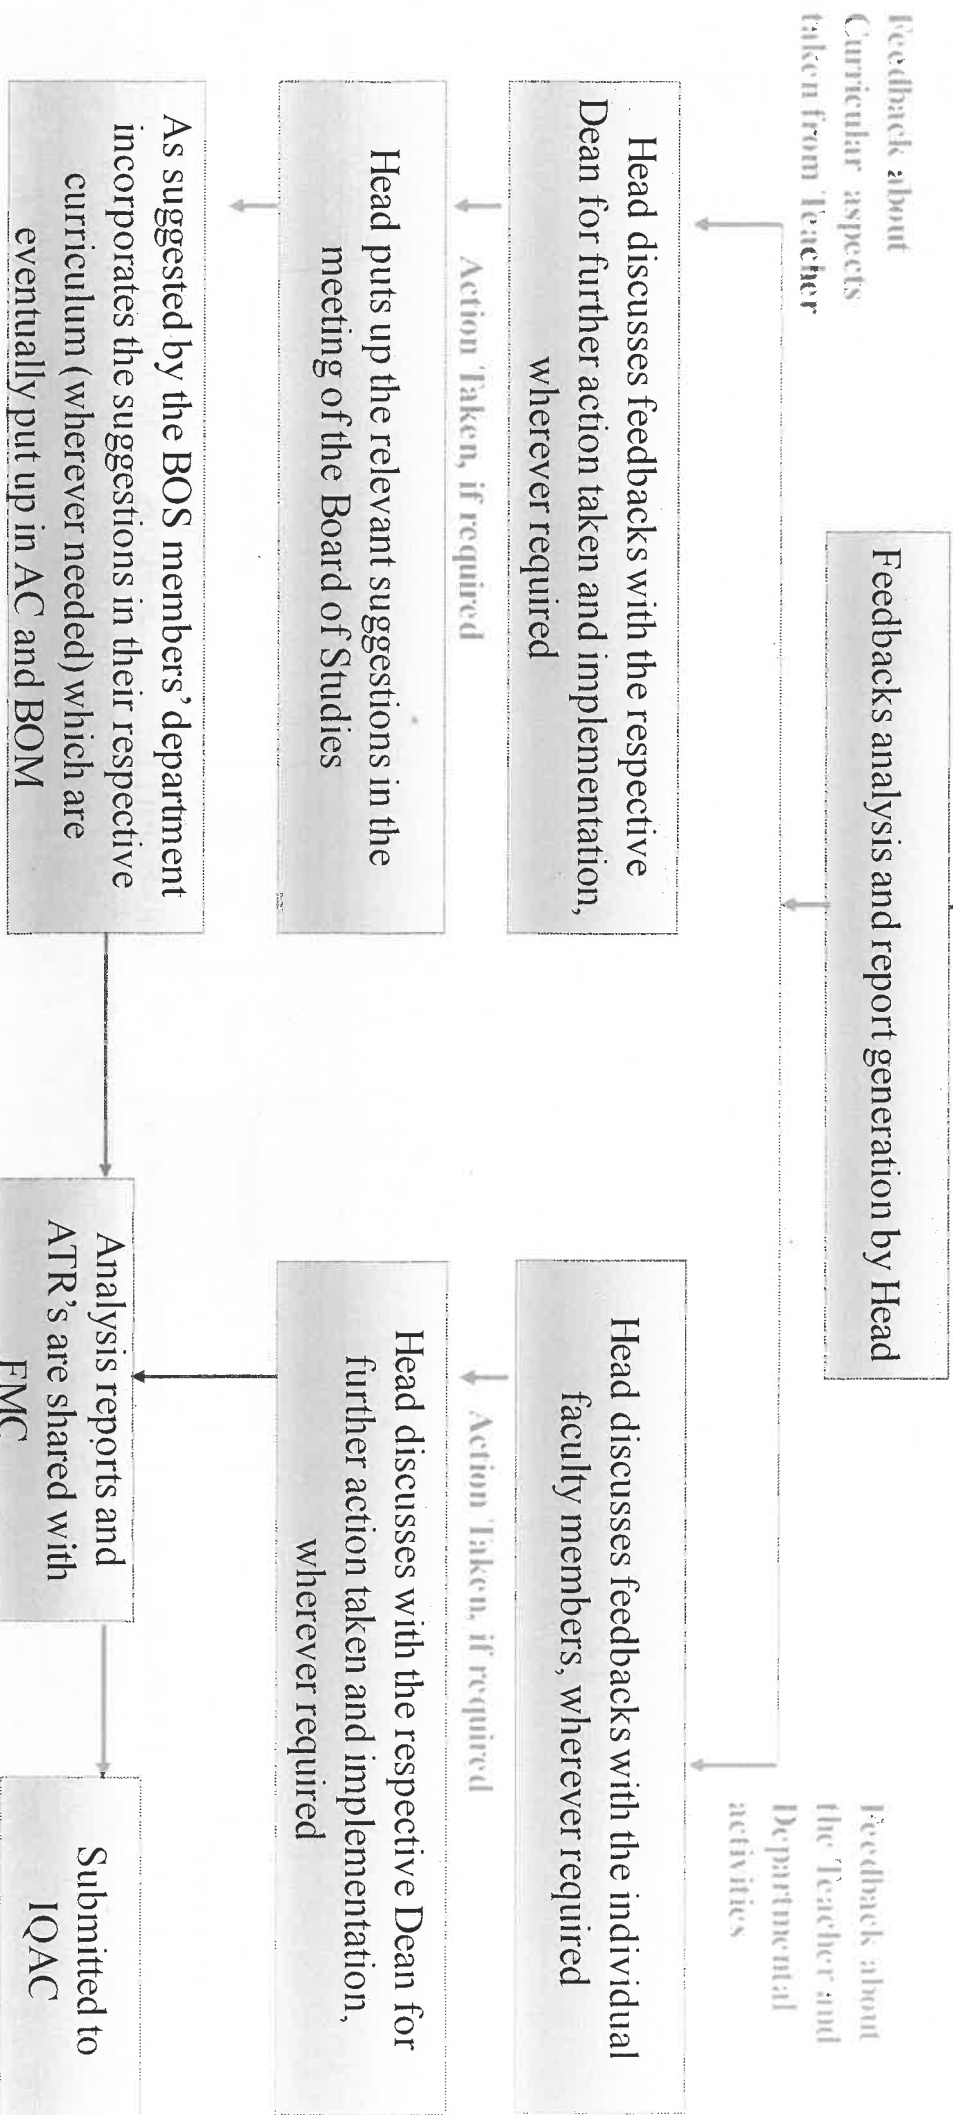 Feedbacks analysis and report generation by Head
Feedback about
Curricular aspects
taken from Teacher
Feedback about
the Teacher and
Departmental
activities
Head discusses feedbacks with the respective
Dean for further action taken and implementation,
wherever required
Action Taken, if required
Head puts up the relevant suggestions in the
meeting of the Board of Studies
As suggested by the BOS members' department
incorporates the suggestions in their respective
curriculum (wherever needed) which are
eventually put up in AC and BOM
Head discusses feedbacks with the individual
faculty members, wherever required
Action Taken, if required
Head discusses with the respective Dean for
further action taken and implementation,
wherever required
Analysis reports and
ATR's are shared with
FMC
Submitted to
IQAC